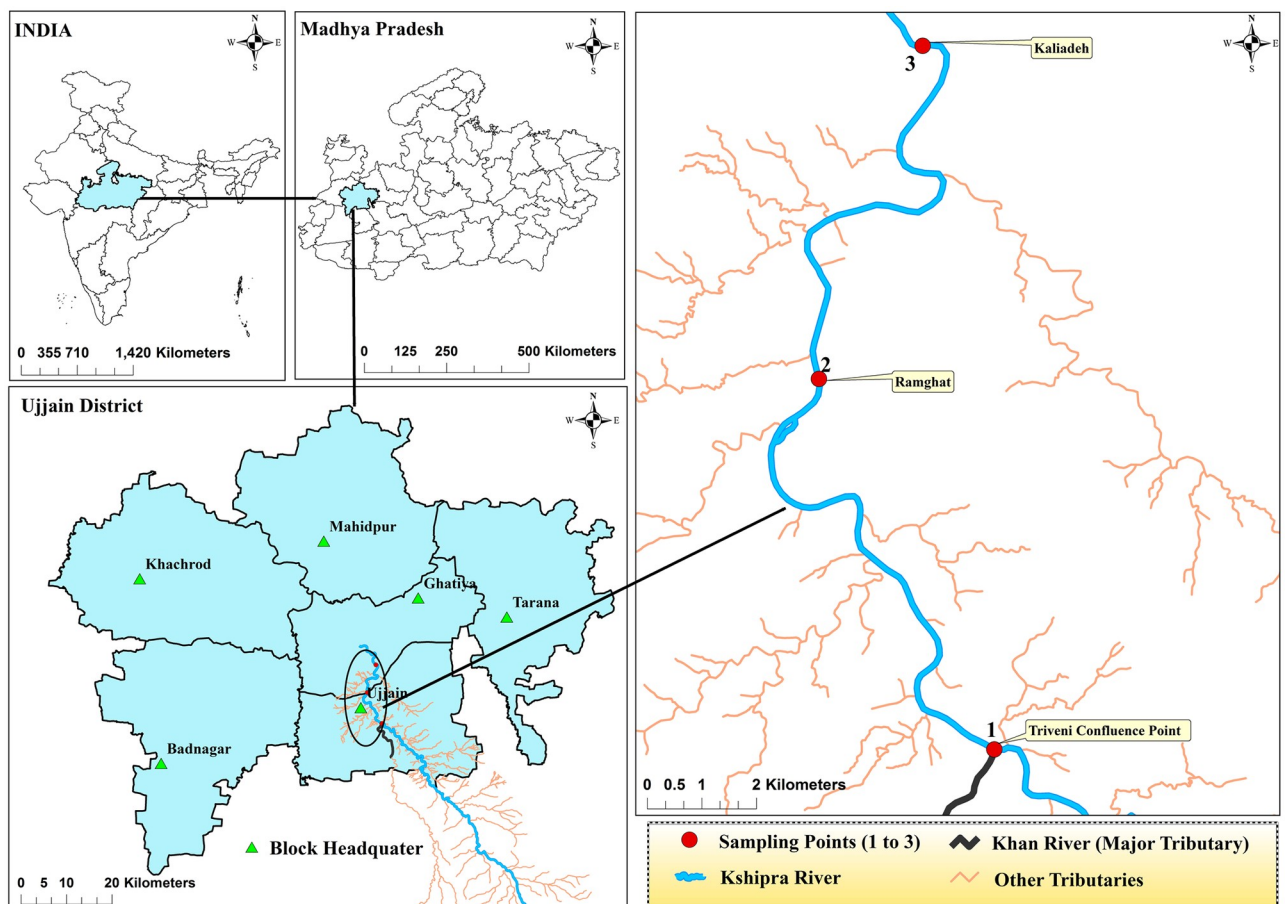 INDIA
N
W
E
S
0 355 710 1,420 Kilometers
Madhya Pradesh
N
W
E
S
0 125 250 500 Kilometers
Ujjain District
N
W
E
S
Mahidpur
Khachrod
Ghatiya
Tarana
Ujjain
Badnagar
Block Headquater
0 5 10 20 Kilometers
N
W
E
S
3
Kaliadeh
2
Ramghat
1
Triveni Confluence Point
0 0.5 1 2 Kilometers
Sampling Points (1 to 3)
Khan River (Major Tributary)
Kshipra River
Other Tributaries